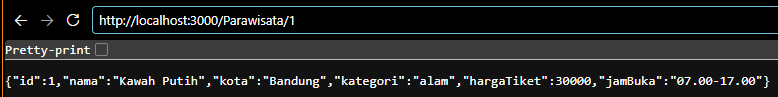 http://localhost:3000/Parawisata/1
Pretty-print
{"id":1,"nama":"Kawah Putih","kota":"Bandung","kategori":"alam","hargaTiket":30000,"jamBuka":"07.00-17.00"}